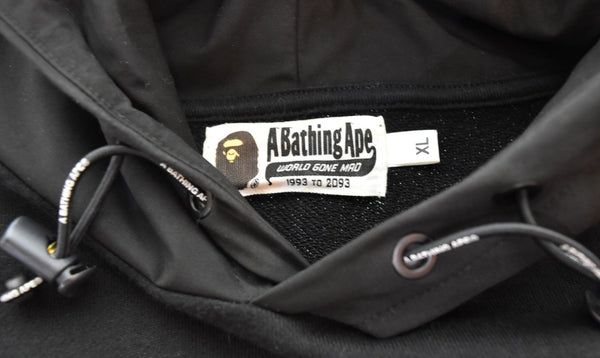 A Bathing Ape
WORLD GONE MAD
1993 TO 2093
XL
A BATHING APE
A BATHING
A BATHING APE
APE